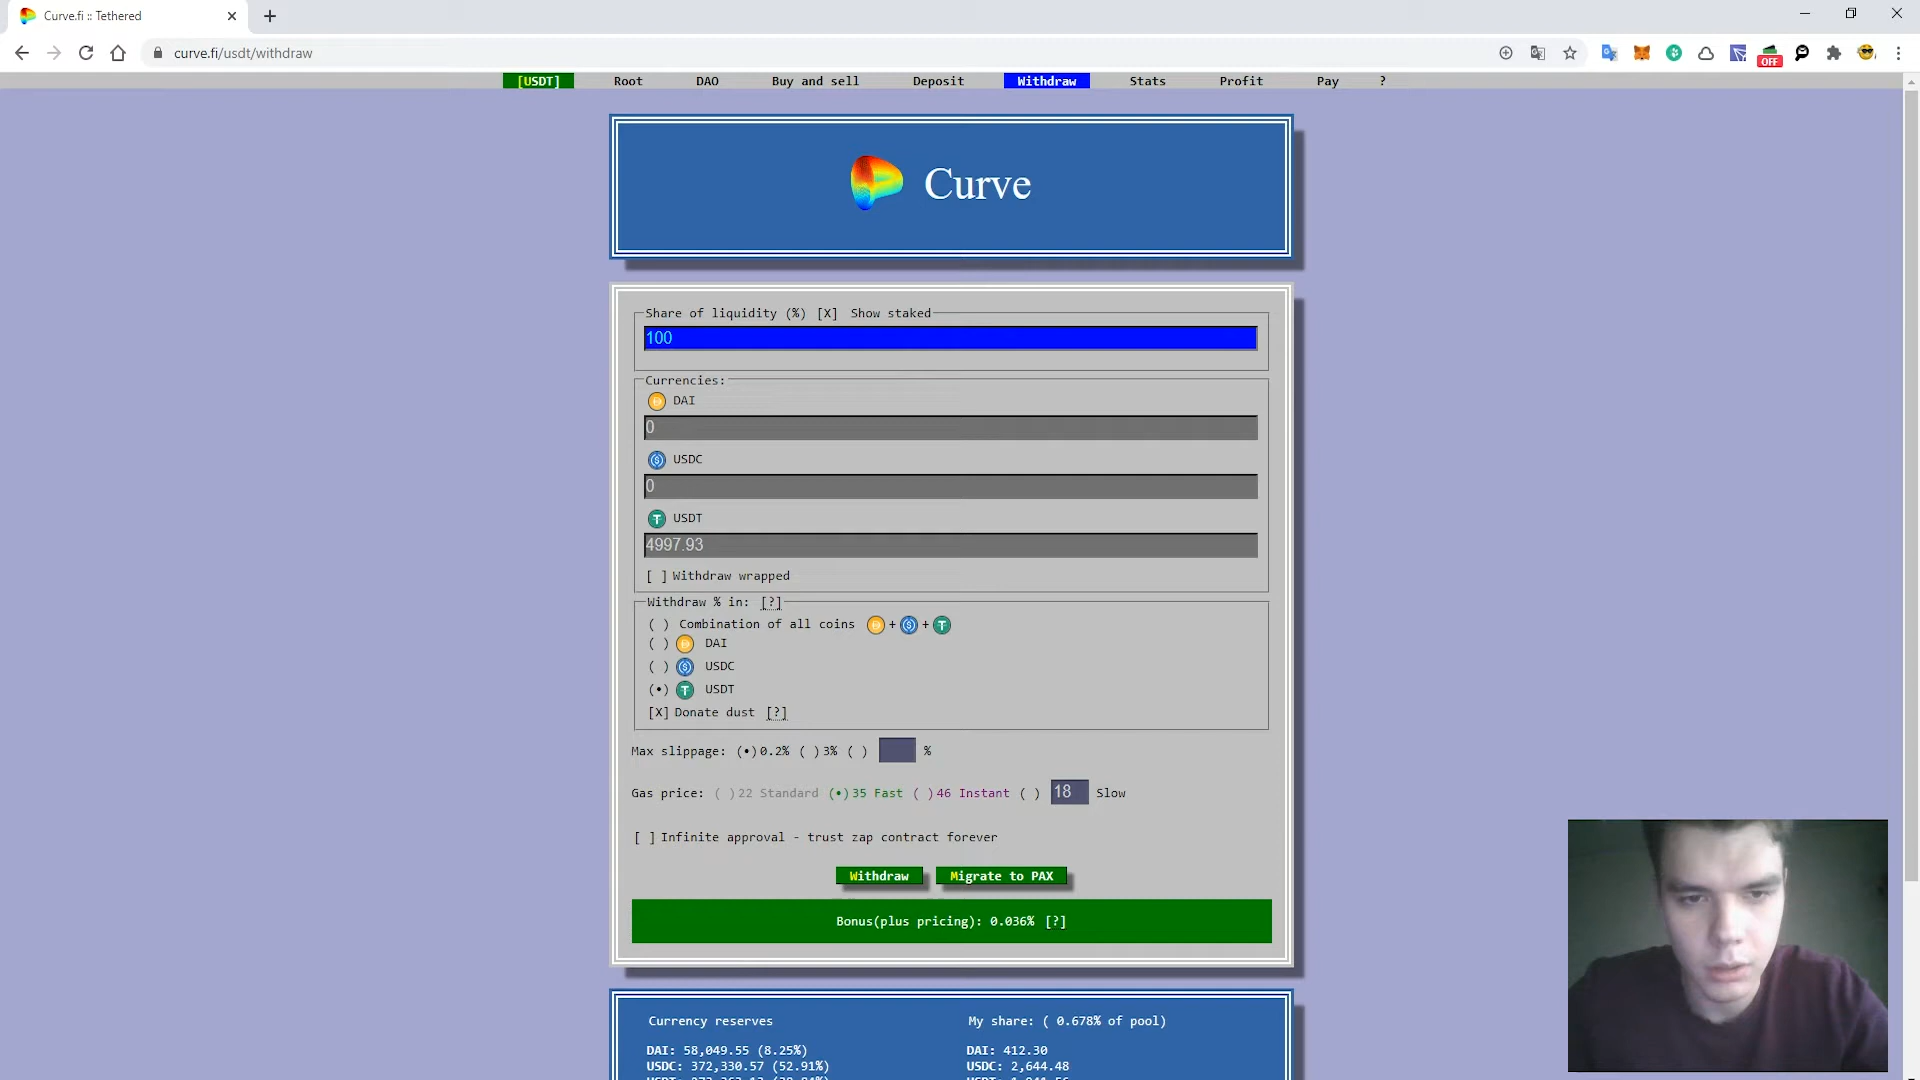 Curve.fi :: Tethered
curve.fi/usdt/withdraw
OFF
[USDT] Root DAO Buy and sell Deposit Withdraw Stats Profit Pay ?
Curve
Share of liquidity (%) [X] Show staked
100
Currencies:
DAI
0
USDC
0
USDT
4997.93
[ ] Withdraw wrapped
Withdraw % in: [?]
( ) Combination of all coins + +
( ) DAI
( ) USDC
(•) USDT
[X] Donate dust [?]
Max slippage: (•)0.2% ( )3% ( ) %
Gas price: ( )22 Standard (•)35 Fast ( )46 Instant ( ) 18 Slow
[ ] Infinite approval - trust zap contract forever
Withdraw Migrate to PAX
Bonus(plus pricing): 0.036% [?]
Currency reserves
DAI: 58,049.55 (8.25%)
USDC: 372,330.57 (52.91%)
My share: ( 0.678% of pool)
DAI: 412.30
USDC: 2,644.48